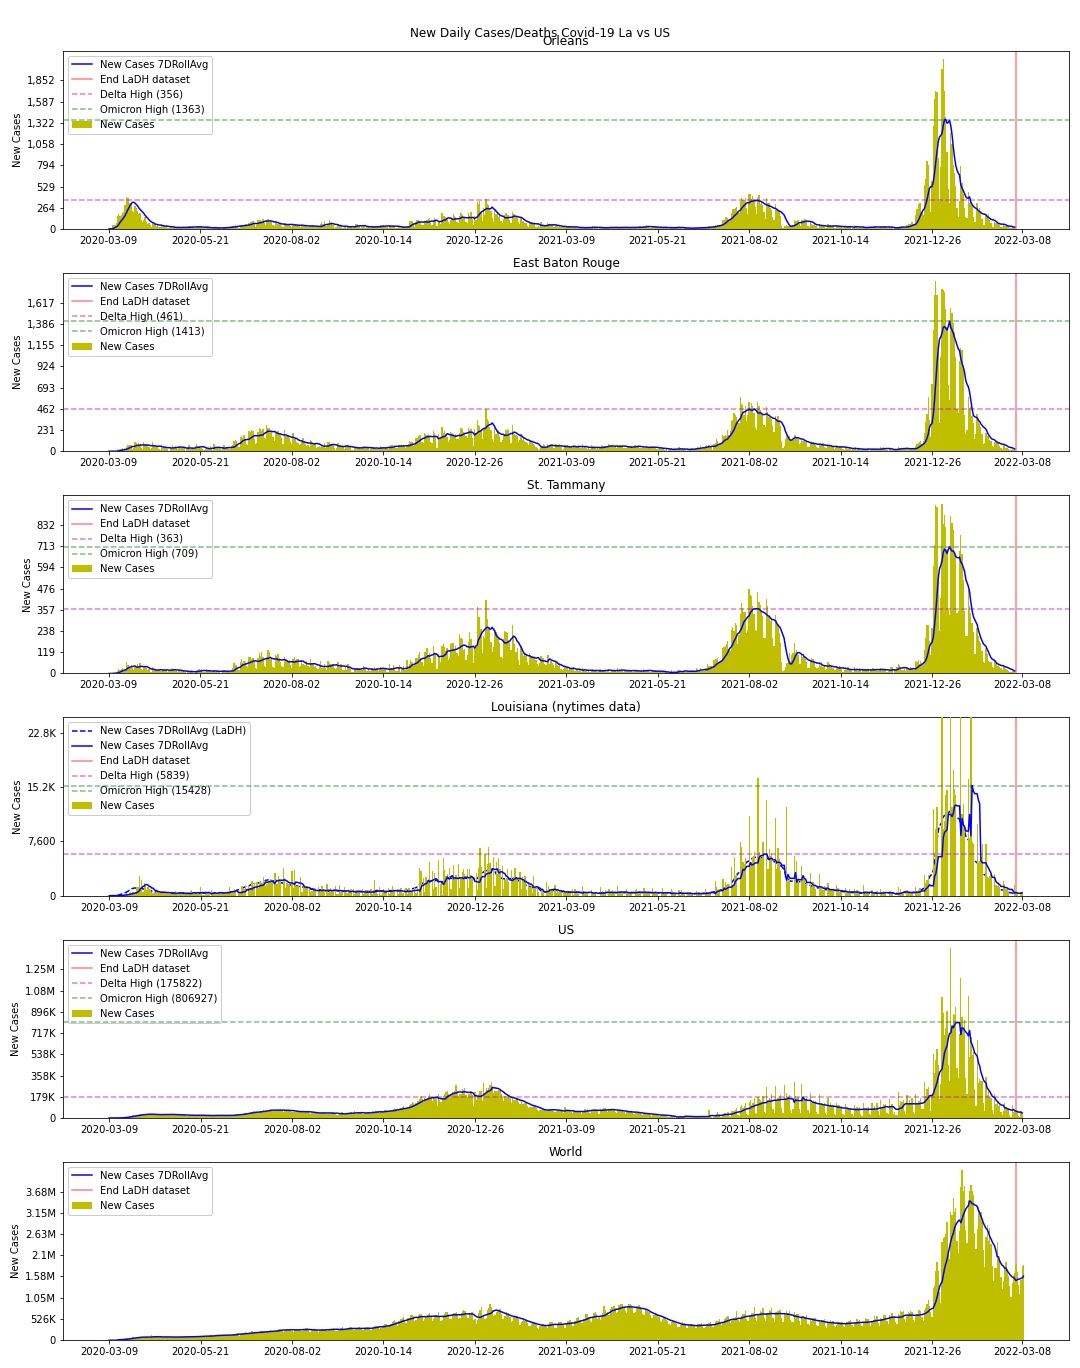 New Daily Cases/Deaths Covid-19 La vs US
Orleans
New Cases 7DRollAvg
End LaDH dataset
Delta High (356)
Omicron High (1363)
New Cases
New Cases
1,852
1,587
1,322
1,058
794
529
264
0
2020-03-09 2020-05-21 2020-08-02 2020-10-14 2020-12-26 2021-03-09 2021-05-21 2021-08-02 2021-10-14 2021-12-26 2022-03-08
East Baton Rouge
New Cases 7DRollAvg
End LaDH dataset
Delta High (461)
Omicron High (1413)
New Cases
New Cases
1,617
1,386
1,155
924
693
462
231
0
2020-03-09 2020-05-21 2020-08-02 2020-10-14 2020-12-26 2021-03-09 2021-05-21 2021-08-02 2021-10-14 2021-12-26 2022-03-08
St. Tammany
New Cases 7DRollAvg
End LaDH dataset
Delta High (363)
Omicron High (709)
New Cases
New Cases
832
713
594
476
357
238
119
0
2020-03-09 2020-05-21 2020-08-02 2020-10-14 2020-12-26 2021-03-09 2021-05-21 2021-08-02 2021-10-14 2021-12-26 2022-03-08
Louisiana (nytimes data)
New Cases 7DRollAvg (LaDH)
New Cases 7DRollAvg
End LaDH dataset
Delta High (5839)
Omicron High (15428)
New Cases
New Cases
22.8K
15.2K
7,600
0
2020-03-09 2020-05-21 2020-08-02 2020-10-14 2020-12-26 2021-03-09 2021-05-21 2021-08-02 2021-10-14 2021-12-26 2022-03-08
US
New Cases 7DRollAvg
End LaDH dataset
Delta High (175822)
Omicron High (806927)
New Cases
New Cases
1.25M
1.08M
896K
717K
538K
358K
179K
0
2020-03-09 2020-05-21 2020-08-02 2020-10-14 2020-12-26 2021-03-09 2021-05-21 2021-08-02 2021-10-14 2021-12-26 2022-03-08
World
New Cases 7DRollAvg
End LaDH dataset
New Cases
New Cases
3.68M
3.15M
2.63M
2.1M
1.58M
1.05M
526K
0
2020-03-09 2020-05-21 2020-08-02 2020-10-14 2020-12-26 2021-03-09 2021-05-21 2021-08-02 2021-10-14 2021-12-26 2022-03-08